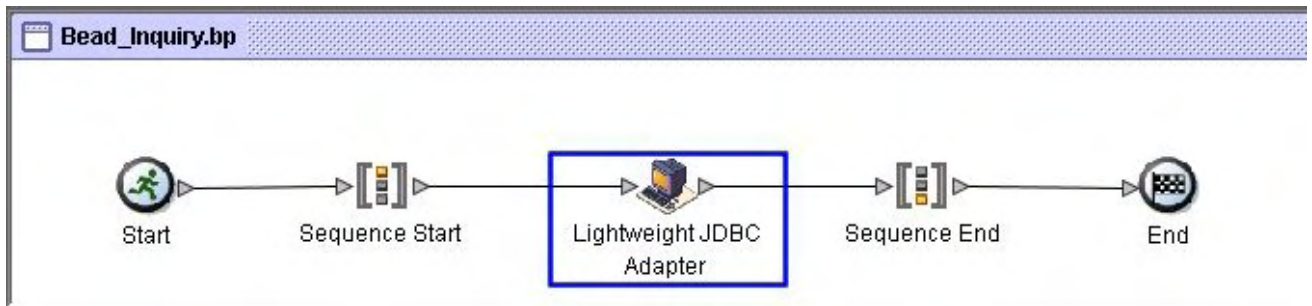 Bead_Inquiry.bp
Start
Sequence Start
Lightweight JDBC
Adapter
Sequence End
End